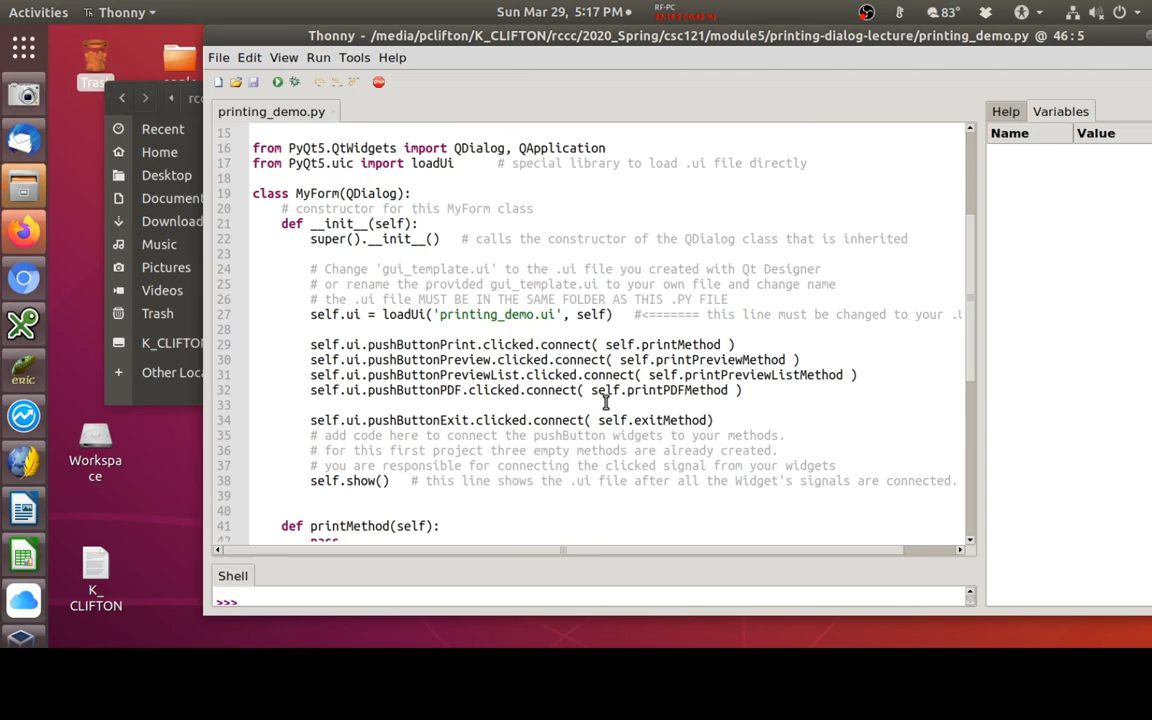 Activities
Thonny
Sun Mar 29, 5:17 PM
RF-PC
83°
Thonny - /media/pclifton/K_CLIFTON/rccc/2020_Spring/csc121/module5/printing-dialog-lecture/printing_demo.py @ 46:5
File Edit View Run Tools Help
STOP
printing_demo.py
15
16 from PyQt5.QtWidgets import QDialog, QApplication
17 from PyQt5.uic import loadUi # special library to load .ui file directly
18
19 class MyForm(QDialog):
20 # constructor for this MyForm class
21 def __init__(self):
22 super().__init__() # calls the constructor of the QDialog class that is inherited
23
24 # Change 'gui_template.ui' to the .ui file you created with Qt Designer
25 # or rename the provided gui_template.ui to your own file and change name
26 # the .ui file MUST BE IN THE SAME FOLDER AS THIS .PY FILE
27 self.ui = loadUi('printing_demo.ui', self) #<======= this line must be changed to your .u
28
29 self.ui.pushButtonPrint.clicked.connect( self.printMethod )
30 self.ui.pushButtonPreview.clicked.connect( self.printPreviewMethod )
31 self.ui.pushButtonPreviewList.clicked.connect( self.printPreviewListMethod )
32 self.ui.pushButtonPDF.clicked.connect( self.printPDFMethod )
33
34 self.ui.pushButtonExit.clicked.connect( self.exitMethod)
35 # add code here to connect the pushButton widgets to your methods.
36 # for this first project three empty methods are already created.
37 # you are responsible for connecting the clicked signal from your widgets
38 self.show() # this line shows the .ui file after all the Widget's signals are connected.
39
40
41 def printMethod(self):
42 pass
Shell
>>>
Help Variables
Name Value
Trash
rcc
Recent
Home
Desktop
Document
Download
Music
Pictures
Videos
Trash
K_CLIFTON
Other Loca
Workspa
ce
K_
CLIFTON
eric